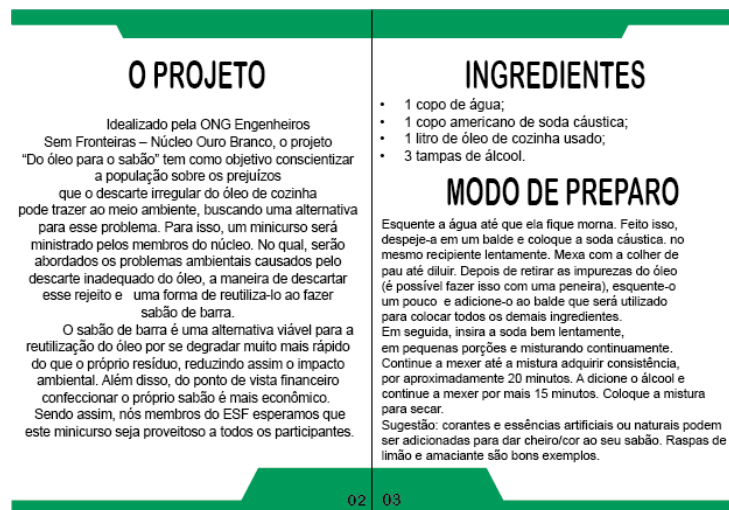 O PROJETO
Idealizado pela ONG Engenheiros
Sem Fronteiras – Núcleo Ouro Branco, o projeto
“Do óleo para o sabão” tem como objetivo conscientizar
a população sobre os prejuízos
que o descarte irregular do óleo de cozinha
pode trazer ao meio ambiente, buscando uma alternativa
para esse problema. Para isso, um minicurso será
ministrado pelos membros do núcleo. No qual, serão
abordados os problemas ambientais causados pelo
descarte inadequado do óleo, a maneira de descartar
esse rejeito e uma forma de reutiliza-lo ao fazer
sabão de barra.
O sabão de barra é uma alternativa viável para a
reutilização do óleo por se degradar muito mais rápido
do que o próprio resíduo, reduzindo assim o impacto
ambiental. Além disso, do ponto de vista financeiro
confeccionar o próprio sabão é mais econômico.
Sendo assim, nós membros do ESF esperamos que
este minicurso seja proveitoso a todos os participantes.
02
INGREDIENTES
• 1 copo de água;
• 1 copo americano de soda cáustica;
• 1 litro de óleo de cozinha usado;
• 3 tampas de álcool.
MODO DE PREPARO
Esquente a água até que ela fique morna. Feito isso,
despeje-a em um balde e coloque a soda cáustica. no
mesmo recipiente lentamente. Mexa com a colher de
pau até diluir. Depois de retirar as impurezas do óleo
(é possível fazer isso com uma peneira), esquente-o
um pouco e adicione-o ao balde que será utilizado
para colocar todos os demais ingredientes.
Em seguida, insira a soda bem lentamente,
em pequenas porções e misturando continuamente.
Continue a mexer até a mistura adquirir consistência,
por aproximadamente 20 minutos. A dicione o álcool e
continue a mexer por mais 15 minutos. Coloque a mistura
para secar.
Sugestão: corantes e essências artificiais ou naturais podem
ser adicionadas para dar cheiro/cor ao seu sabão. Raspas de
limão e amaciante são bons exemplos.
03